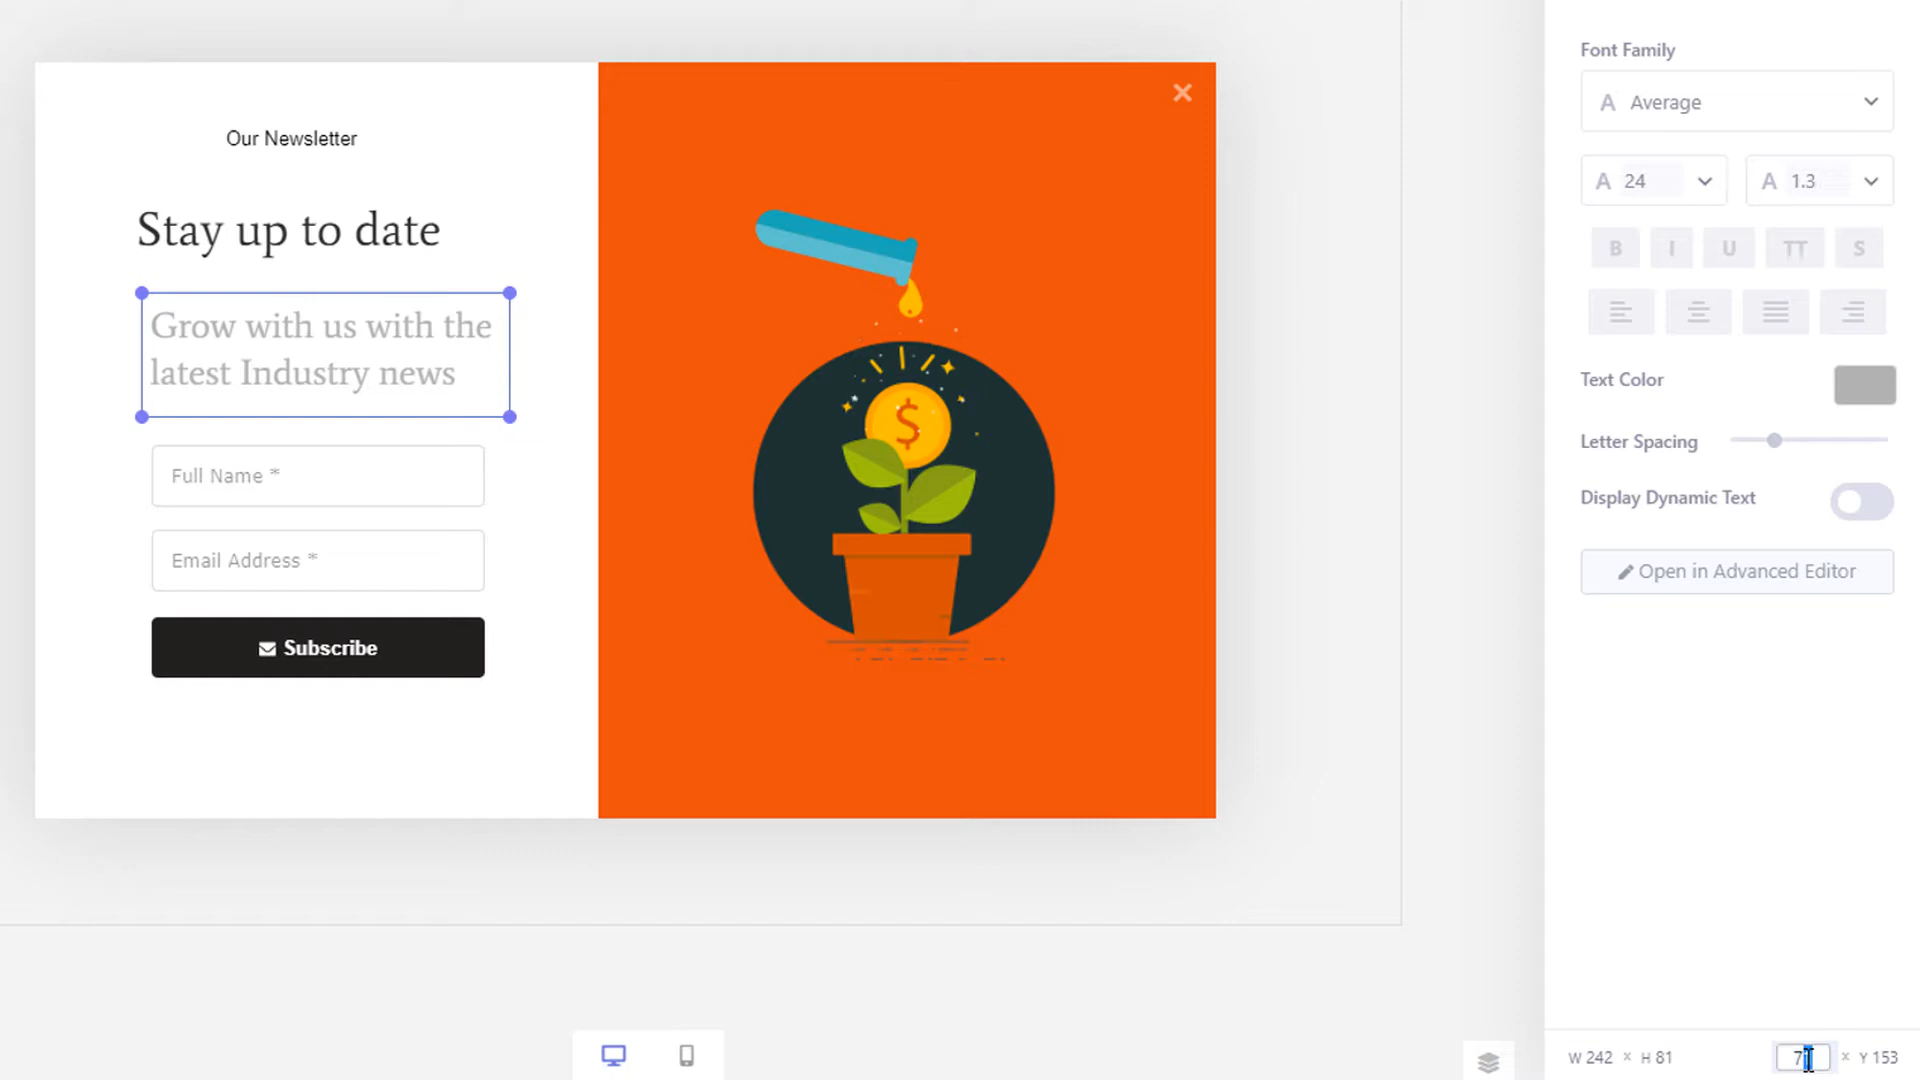 Our Newsletter
Stay up to date
Grow with us with the
latest Industry news
Full Name *
Email Address *
Subscribe
$
Font Family
A Average
A 24
A 1.3
B I U TT S
Text Color
Letter Spacing
Display Dynamic Text
Open in Advanced Editor
W 242 × H 81
× Y 153